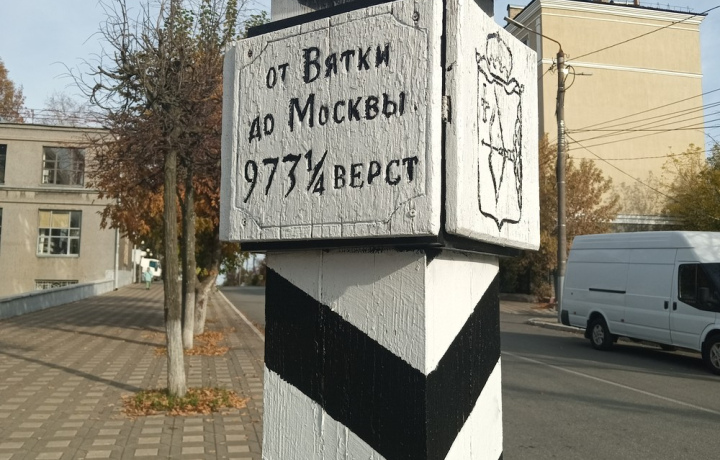 от Вятки
до Москвы
973¼ верст